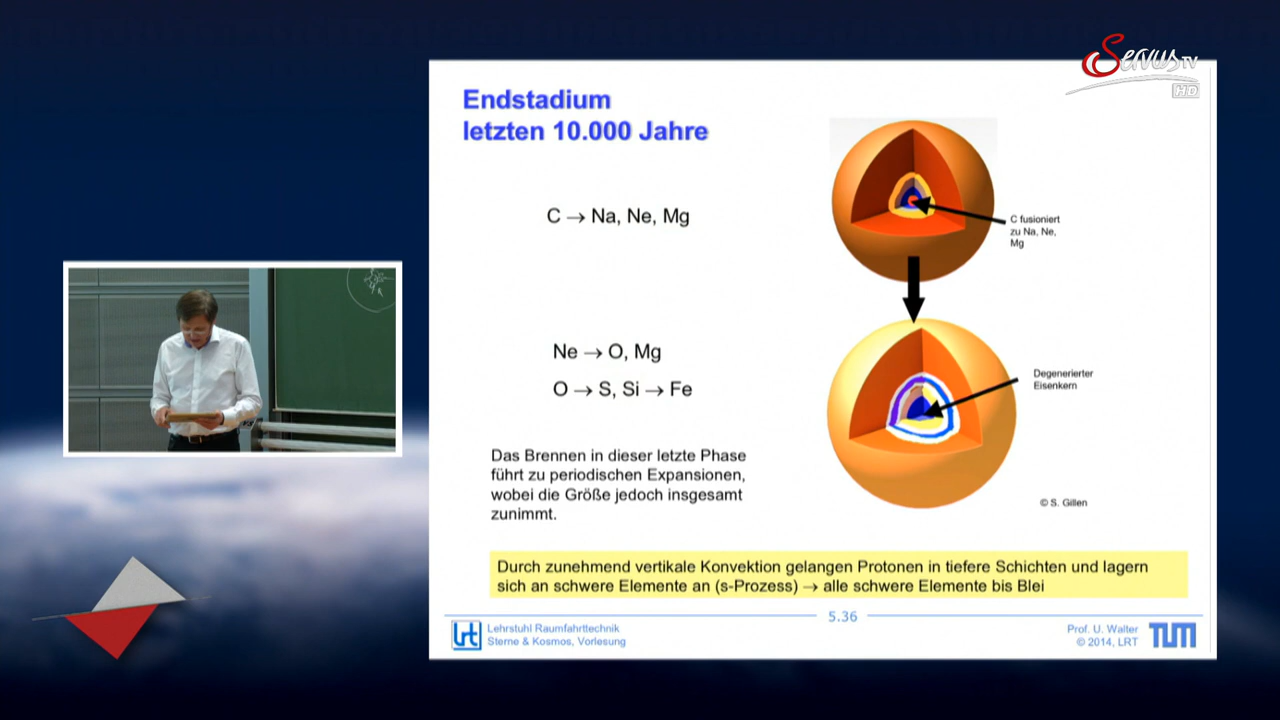 Servus TV
HD
Endstadium
letzten 10.000 Jahre
C → Na, Ne, Mg
C fusioniert
zu Na, Ne,
Mg
Ne → O, Mg
O → S, Si → Fe
Degenerierter
Eisenkern
Das Brennen in dieser letzte Phase
führt zu periodischen Expansionen,
wobei die Größe jedoch insgesamt
zunimmt.
© S. Gillen
Durch zunehmend vertikale Konvektion gelangen Protonen in tiefere Schichten und lagern
sich an schwere Elemente an (s-Prozess) → alle schwere Elemente bis Blei
5.36
lrt
Lehrstuhl Raumfahrttechnik
Sterne & Kosmos, Vorlesung
Prof. U. Walter
© 2014, LRT
TUM